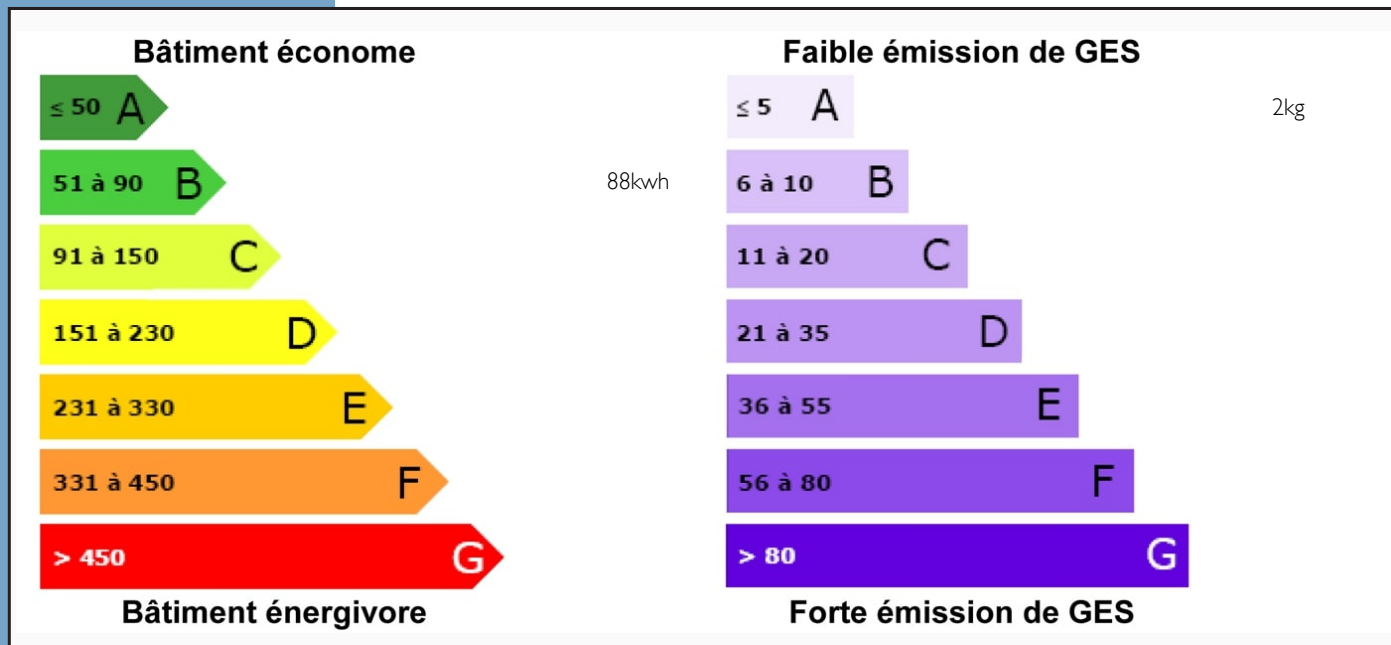 Bâtiment économe
≤ 50 A
51 à 90 B
88kwh
91 à 150 C
151 à 230 D
231 à 330 E
331 à 450 F
> 450 G
Bâtiment énergivore
Faible émission de GES
≤ 5 A
2kg
6 à 10 B
11 à 20 C
21 à 35 D
36 à 55 E
56 à 80 F
> 80 G
Forte émission de GES